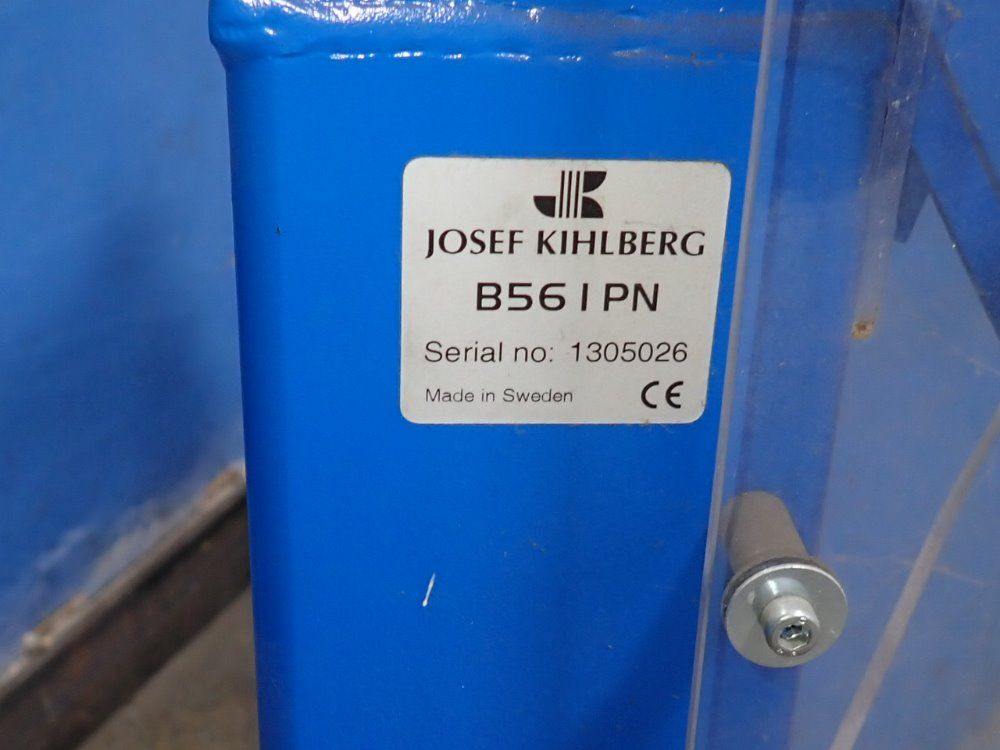 JOSEF KIHLBERG
B561PN
Serial no: 1305026
Made in Sweden CE